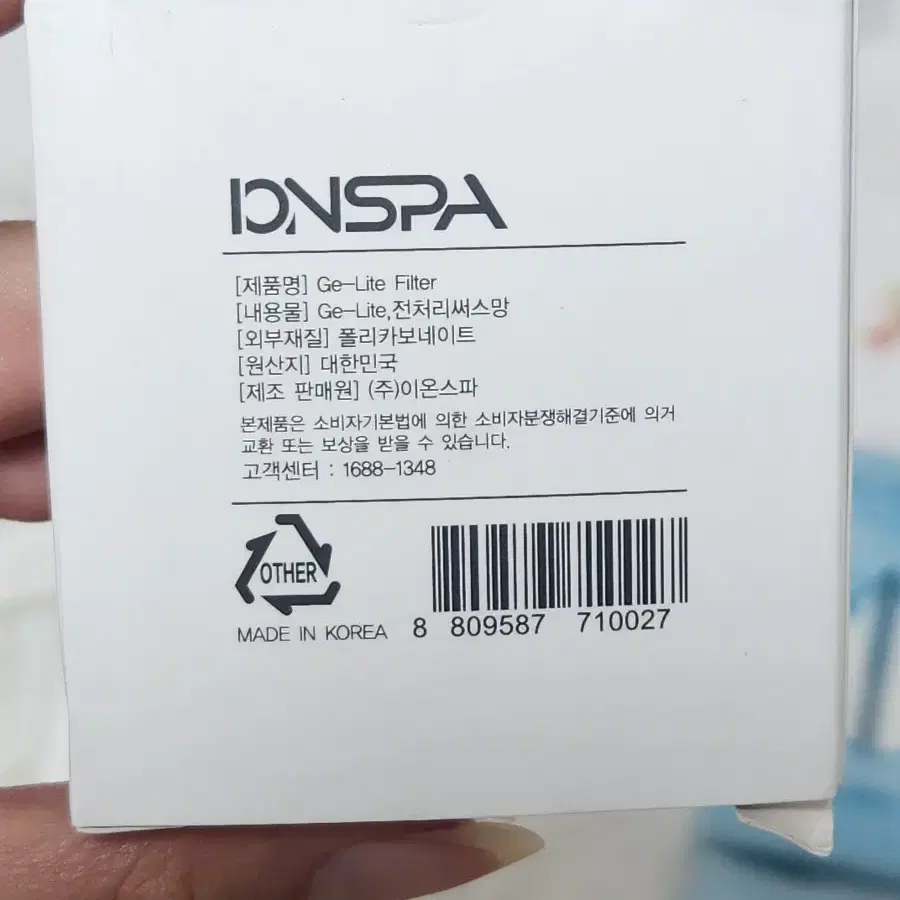 IONSPA
[제품명] Ge-Lite Filter
[내용물] Ge-Lite,전처리써스망
[외부재질] 폴리카보네이트
[원산지] 대한민국
[제조 판매원] (주)이온스파
본제품은 소비자기본법에 의한 소비자분쟁해결기준에 의거
교환 또는 보상을 받을 수 있습니다.
고객센터 : 1688-1348
OTHER
MADE IN KOREA
8 809587 710027